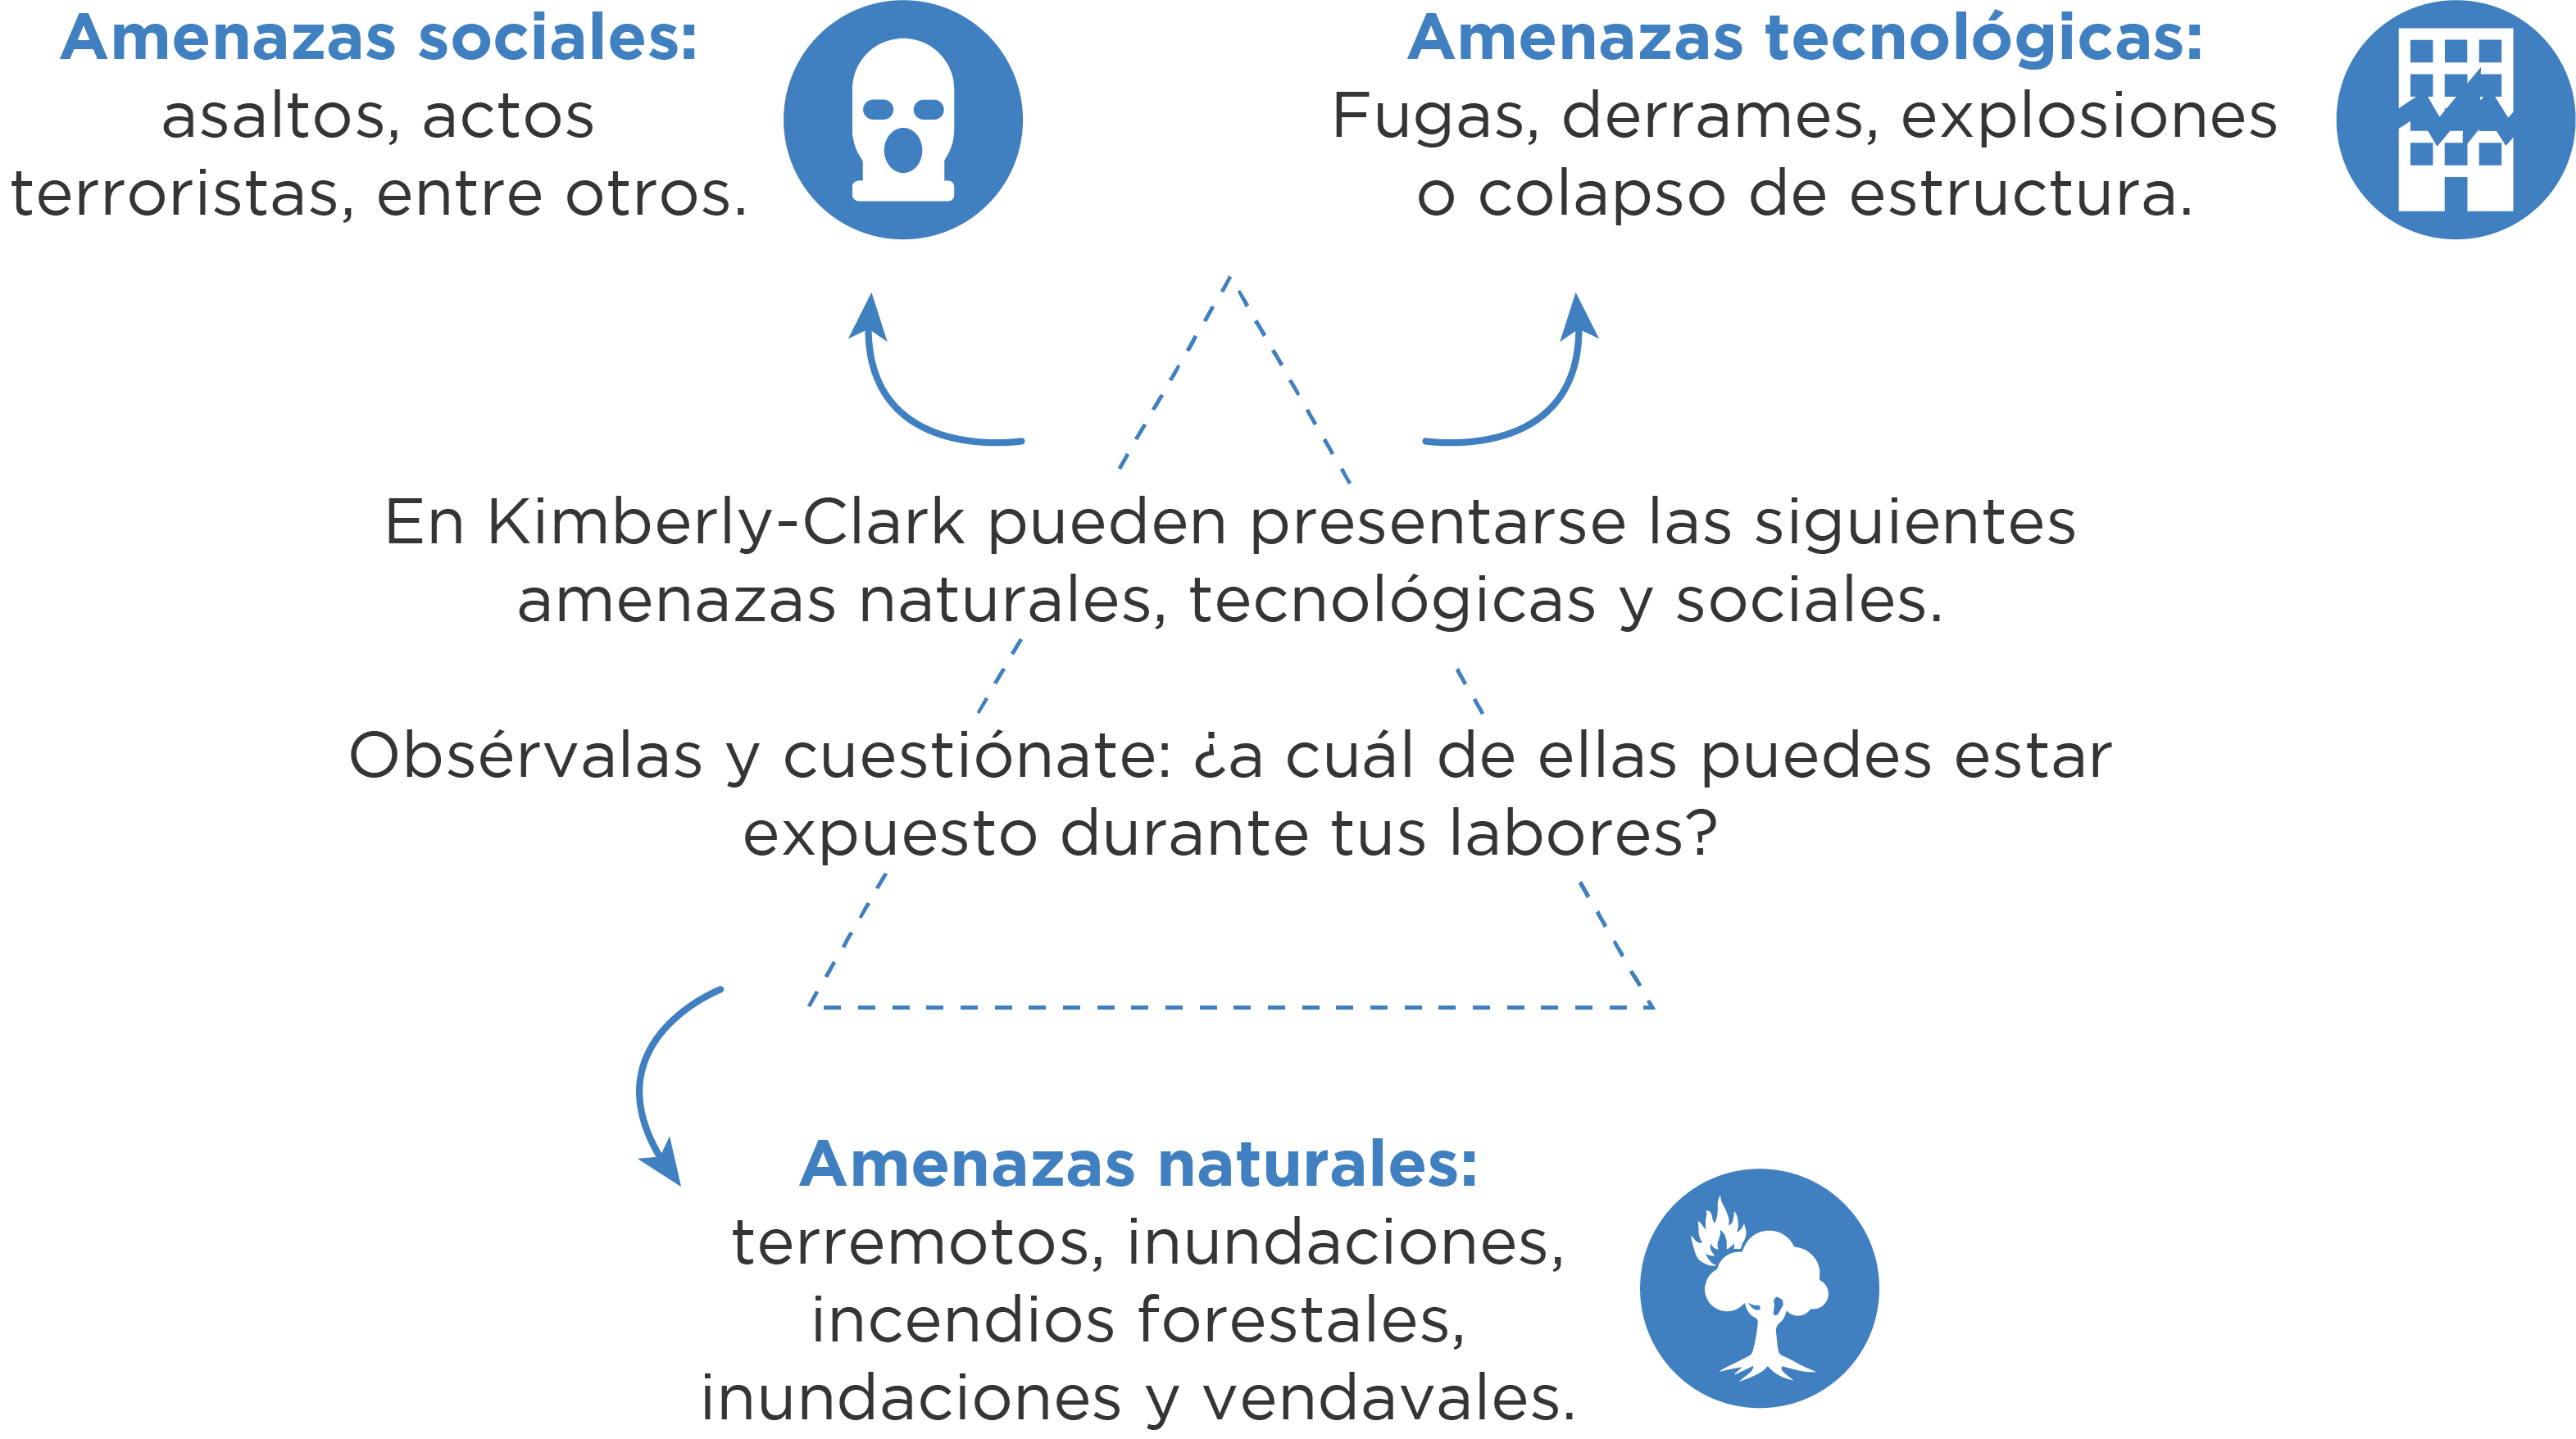 Amenazas sociales:
asaltos, actos
terroristas, entre otros.
Amenazas tecnológicas:
Fugas, derrames, explosiones
o colapso de estructura.
En Kimberly-Clark pueden presentarse las siguientes
amenazas naturales, tecnológicas y sociales.
Obsérvalas y cuestiónate: ¿a cuál de ellas puedes estar
expuesto durante tus labores?
Amenazas naturales:
terremotos, inundaciones,
incendios forestales,
inundaciones y vendavales.